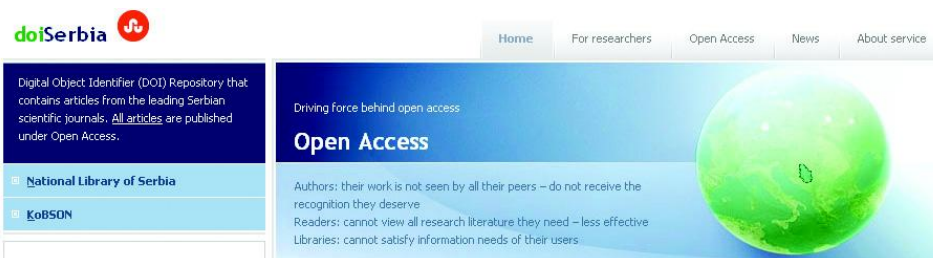 doiSerbia
Home For researchers Open Access News About service
Digital Object Identifier (DOI) Repository that
contains articles from the leading Serbian
scientific journals. All articles are published
under Open Access.
National Library of Serbia
KoBSON
Driving force behind open access
Open Access
Authors: their work is not seen by all their peers – do not receive the
recognition they deserve
Readers: cannot view all research literature they need – less effective
Libraries: cannot satisfy information needs of their users